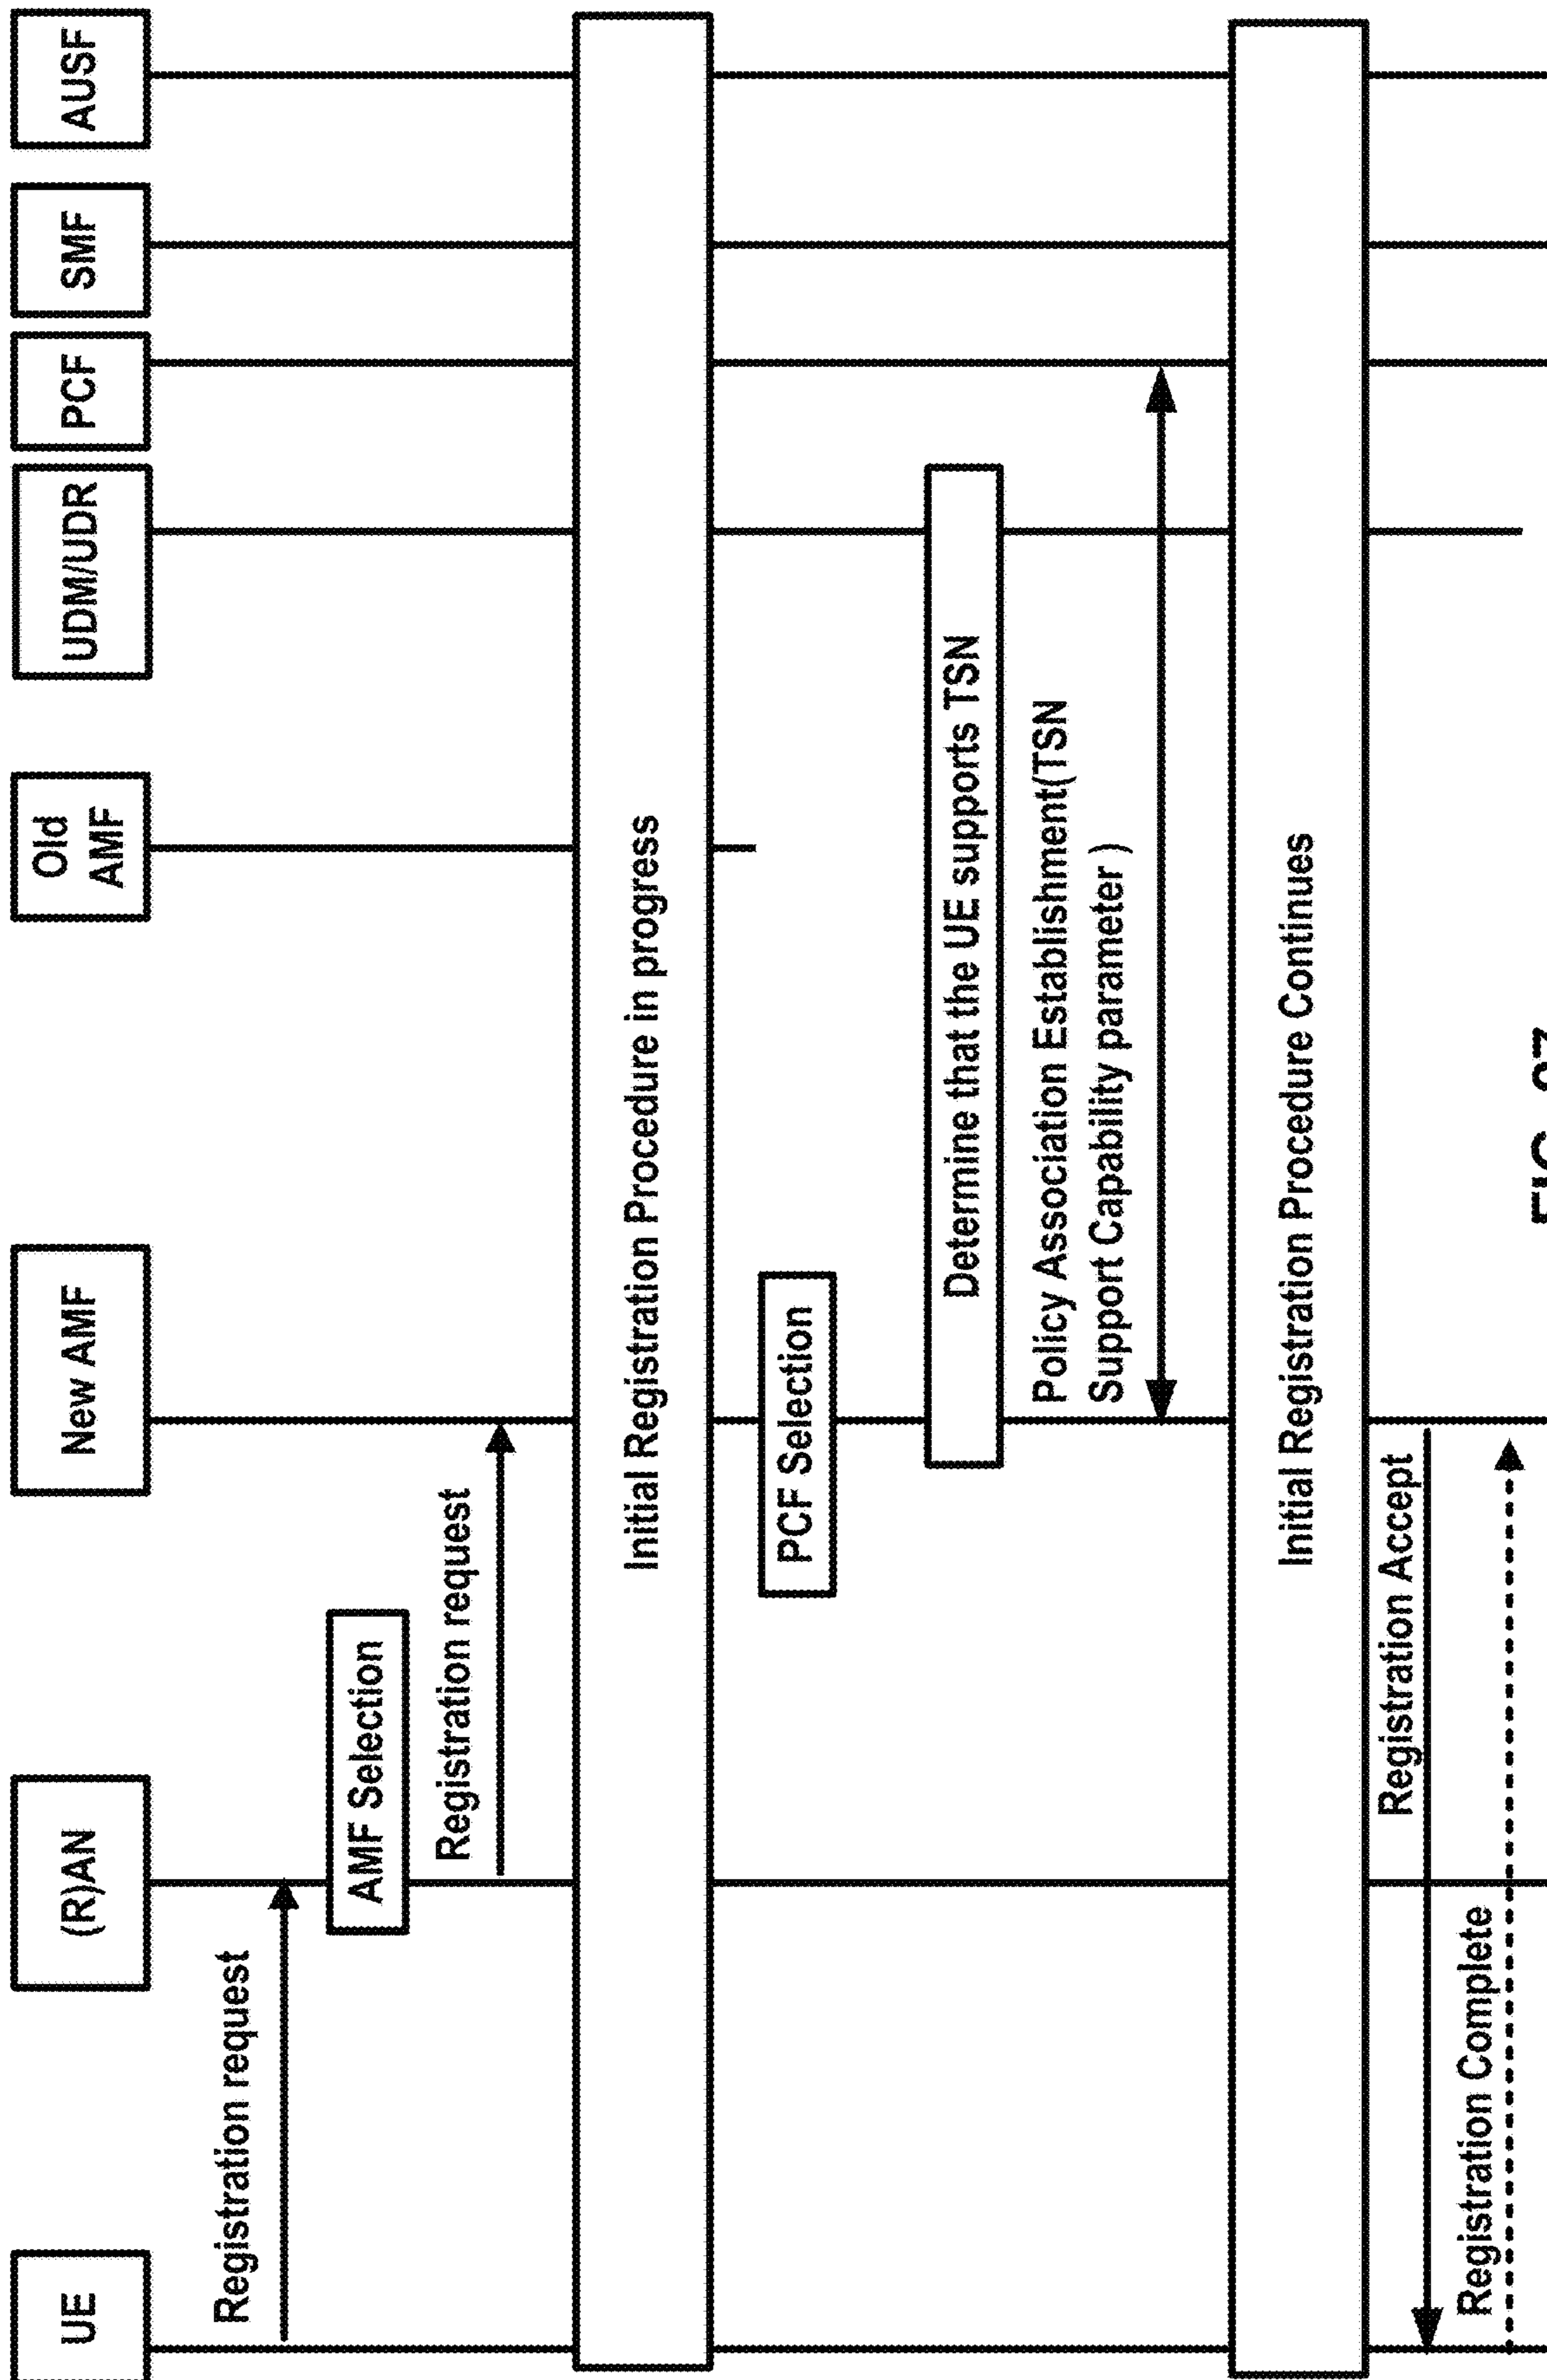 UE
(R)AN
New AMF
Old
AMF
UDM/UDR
PCF
SMF
AUSF
Registration request
AMF Selection
Registration request
Initial Registration Procedure in progress
PCF Selection
Determine that the UE supports TSN
Policy Association Establishment(TSN
Support Capability parameter )
Initial Registration Procedure Continues
Registration Accept
Registration Complete